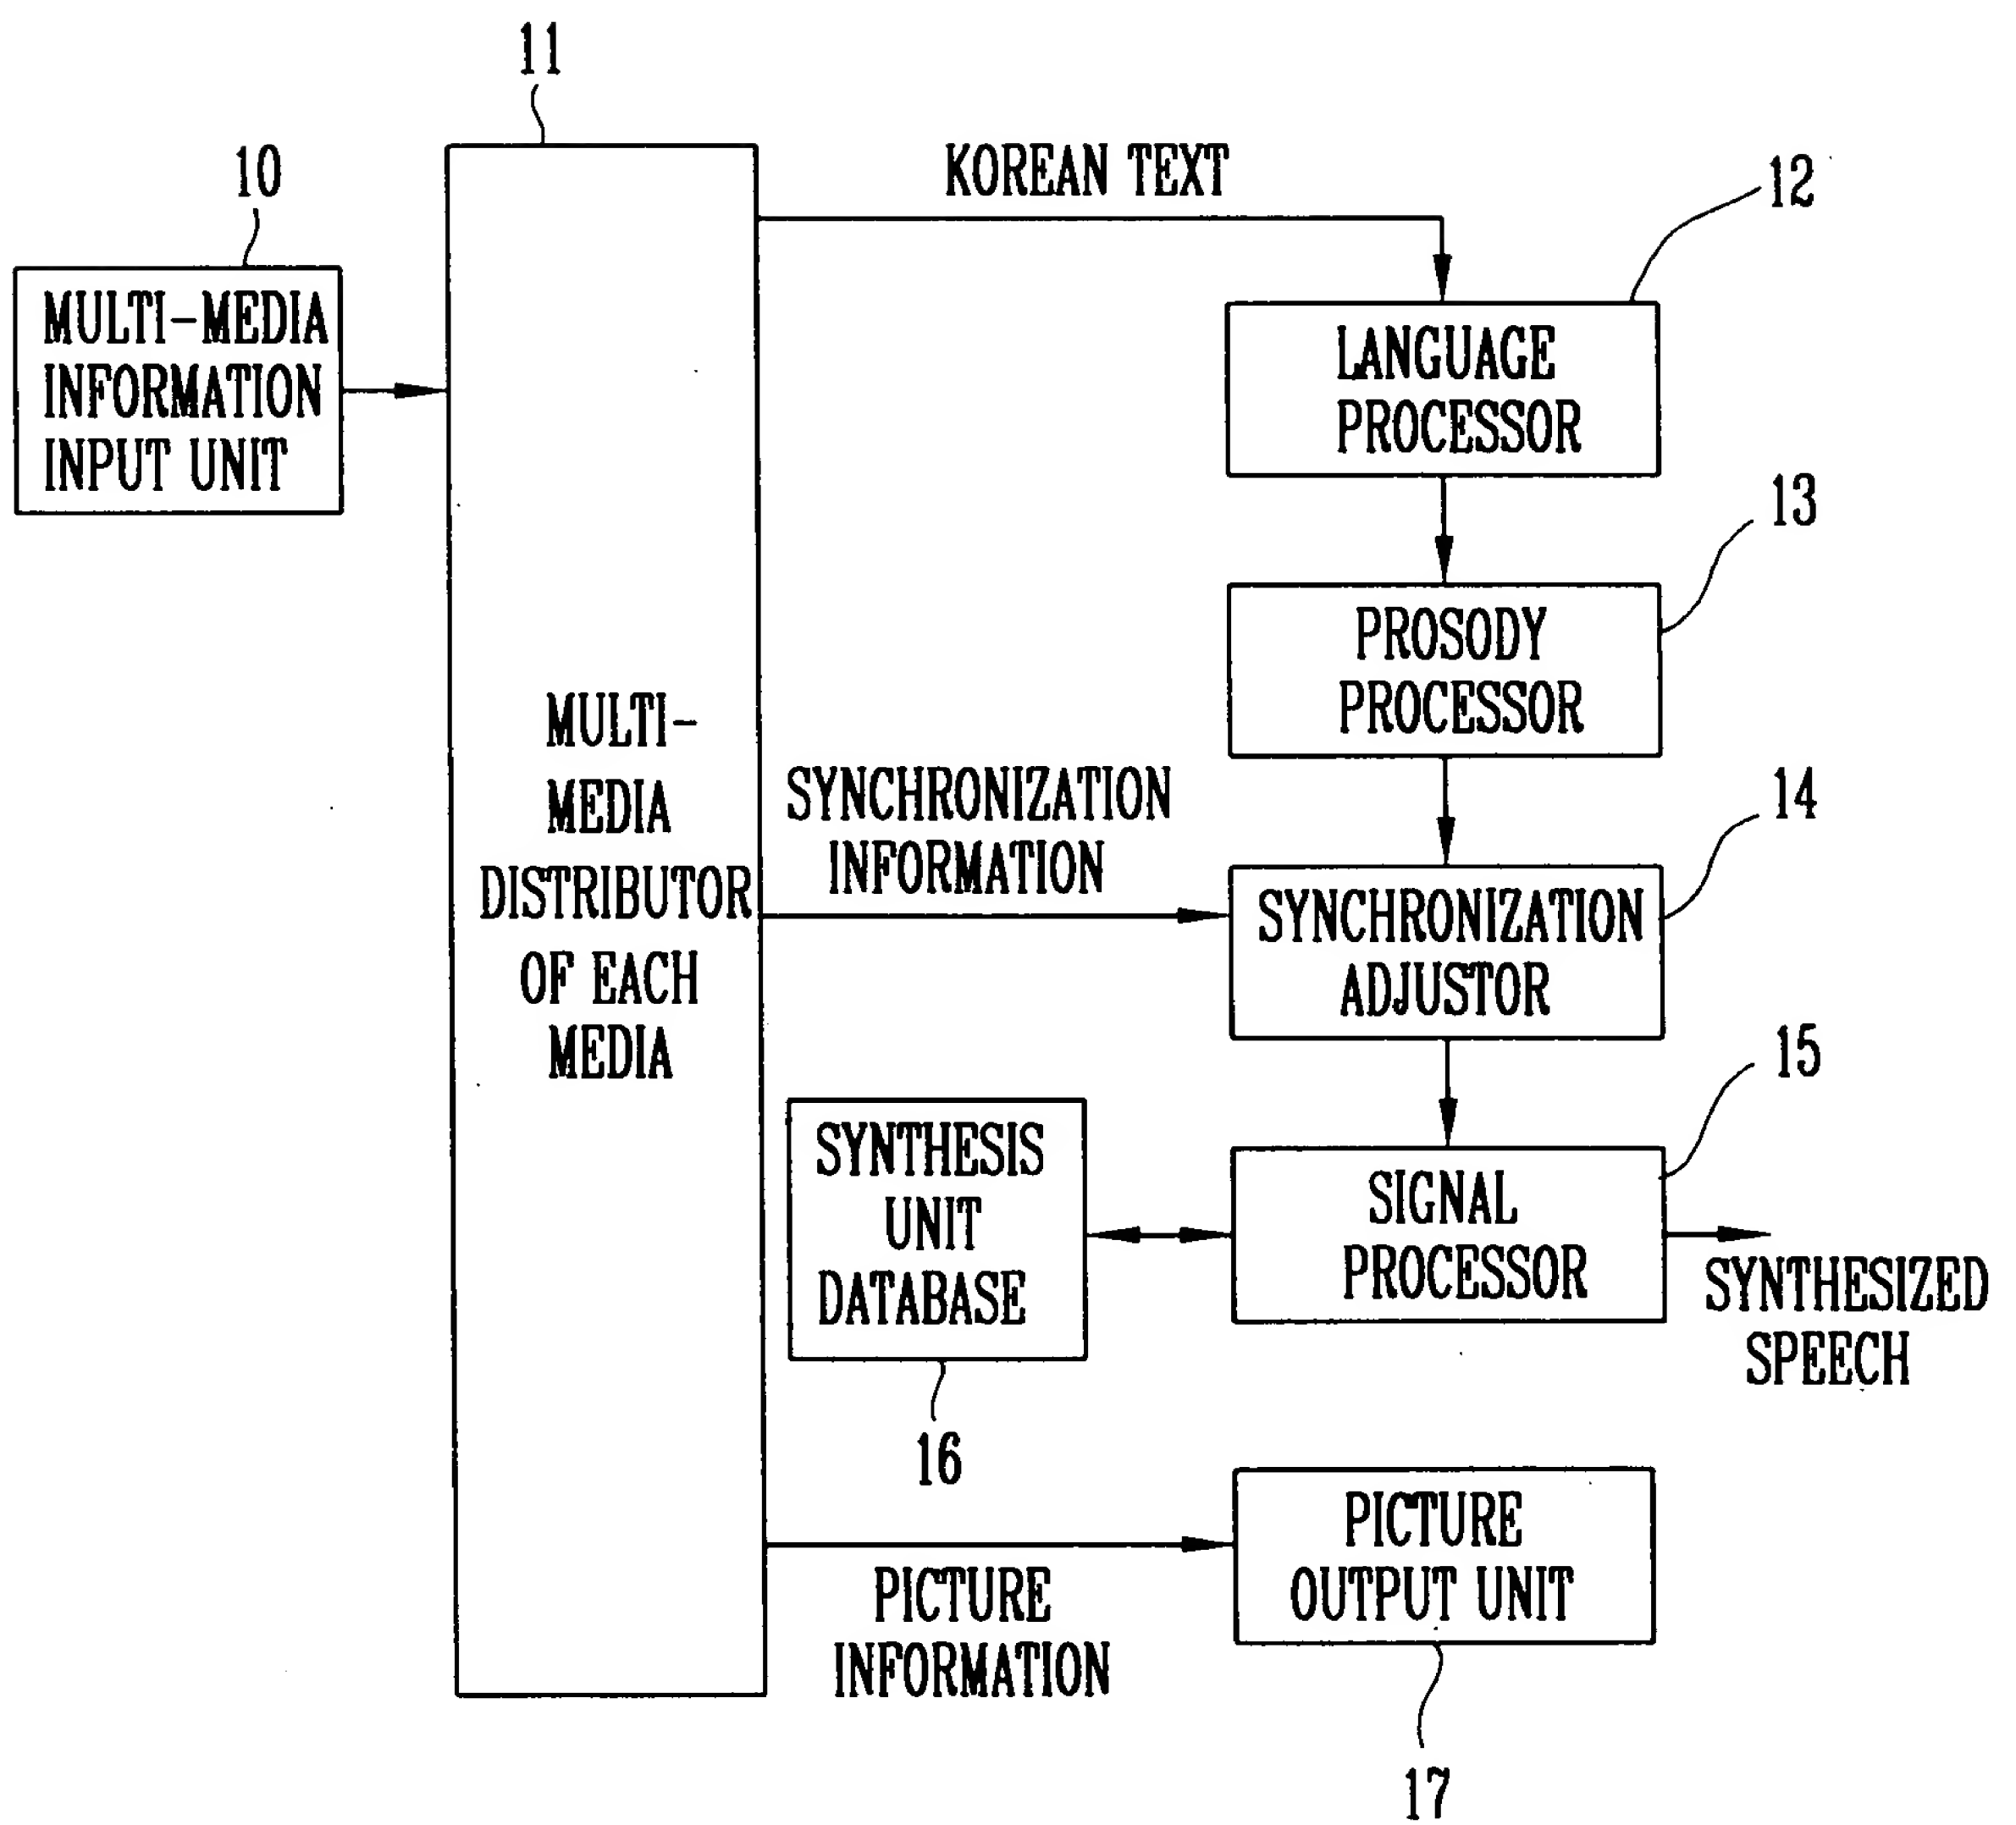 11
10
MULTI-MEDIA
INFORMATION
INPUT UNIT
MULTI-
MEDIA
DISTRIBUTOR
OF EACH
MEDIA
KOREAN TEXT
12
LANGUAGE
PROCESSOR
13
PROSODY
PROCESSOR
SYNCHRONIZATION
INFORMATION
14
SYNCHRONIZATION
ADJUSTOR
15
SIGNAL
PROCESSOR
SYNTHESIS
UNIT
DATABASE
16
SYNTHESIZED
SPEECH
PICTURE
INFORMATION
PICTURE
OUTPUT UNIT
17